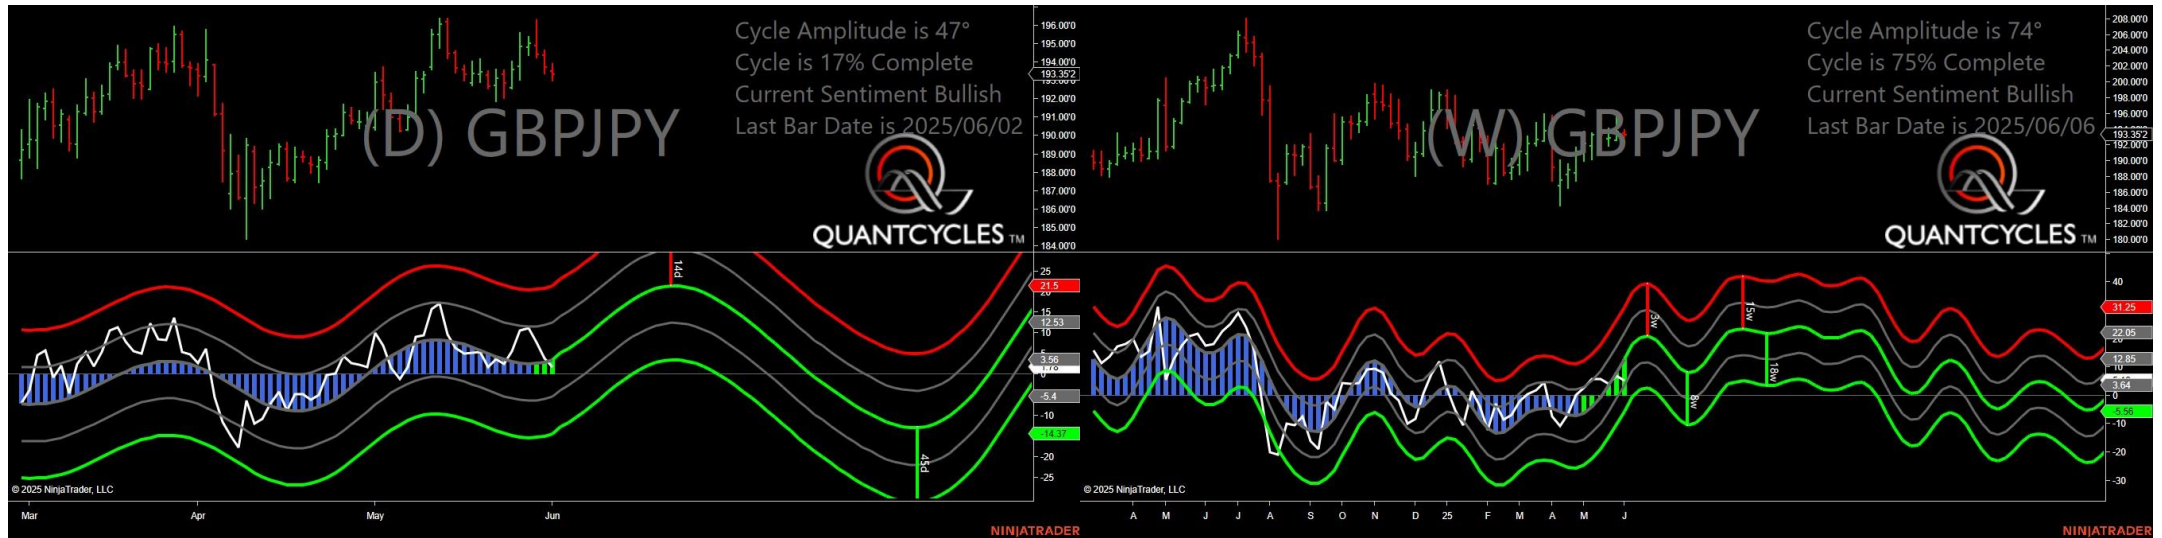 Cycle Amplitude is 47°
Cycle is 17% Complete
Current Sentiment Bullish
Last Bar Date is 2025/06/02
(D) GBPJPY
QUANTCYCLES TM
196.00'0
195.00'0
194.00'0
193.35'2
192.00'0
191.00'0
190.00'0
189.00'0
188.00'0
187.00'0
186.00'0
185.00'0
184.00'0
14d
45d
25
21.5
15
12.53
10
3.56
0
-5.4
-10
-14.37
-20
-25
© 2025 NinjaTrader, LLC
Mar Apr May Jun
NINJATRADER
Cycle Amplitude is 74°
Cycle is 75% Complete
Current Sentiment Bullish
Last Bar Date is 2025/06/06
(W) GBPJPY
QUANTCYCLES TM
208.00'0
206.00'0
204.00'0
202.00'0
200.00'0
198.00'0
196.00'0
193.35'2
192.00'0
190.00'0
188.00'0
186.00'0
184.00'0
182.00'0
180.00'0
3w
15w
8w
18w
40
31.25
22.05
12.85
10
3.64
0
-5.56
-10
-20
-30
© 2025 NinjaTrader, LLC
A M J J A S O N D 25 F M A M J
NINJATRADER